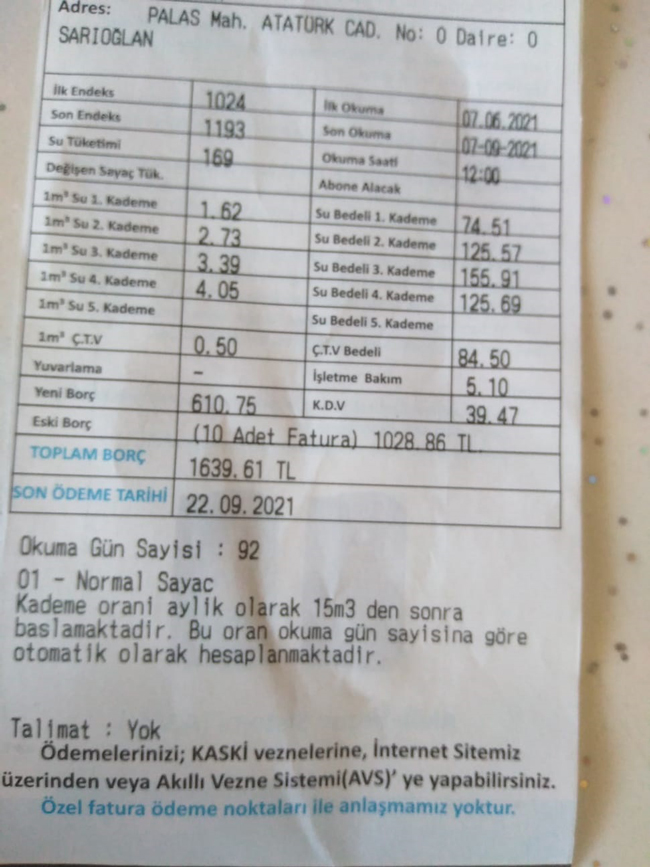 Adres: PALAS Mah. ATATÜRK CAD. No: 0 Daire: 0
SARIOĞLAN
İlk Endeks 1024 İlk Okuma 07.06.2021
Son Endeks 1193 Son Okuma 07-09-2021
Su Tüketimi 169 Okuma Saati 12:00
Değişen Sayaç Tük. Abone Alacak
1m³ Su 1. Kademe 1.62 Su Bedeli 1. Kademe 74.51
1m³ Su 2. Kademe 2.73 Su Bedeli 2. Kademe 125.57
1m³ Su 3. Kademe 3.39 Su Bedeli 3. Kademe 155.91
1m³ Su 4. Kademe 4.05 Su Bedeli 4. Kademe 125.69
1m³ Su 5. Kademe Su Bedeli 5. Kademe
1m³ Ç.T.V 0.50 Ç.T.V Bedeli 84.50
Yuvarlama - İşletme Bakım 5.10
Yeni Borç 610.75 K.D.V 39.47
Eski Borç (10 Adet Fatura) 1028.86 TL.
TOPLAM BORÇ 1639.61 TL
SON ÖDEME TARİHİ 22.09.2021
Okuma Gün Sayisi : 92
01 - Normal Sayac
Kademe orani aylik olarak 15m3 den sonra
baslamaktadir. Bu oran okuma gün sayisina göre
otomatik olarak hesaplanmaktadir.
Talimat : Yok
Ödemelerinizi; KASKİ veznelerine, İnternet Sitemiz
üzerinden veya Akıllı Vezne Sistemi(AVS)' ye yapabilirsiniz.
Özel fatura ödeme noktaları ile anlaşmamız yoktur.